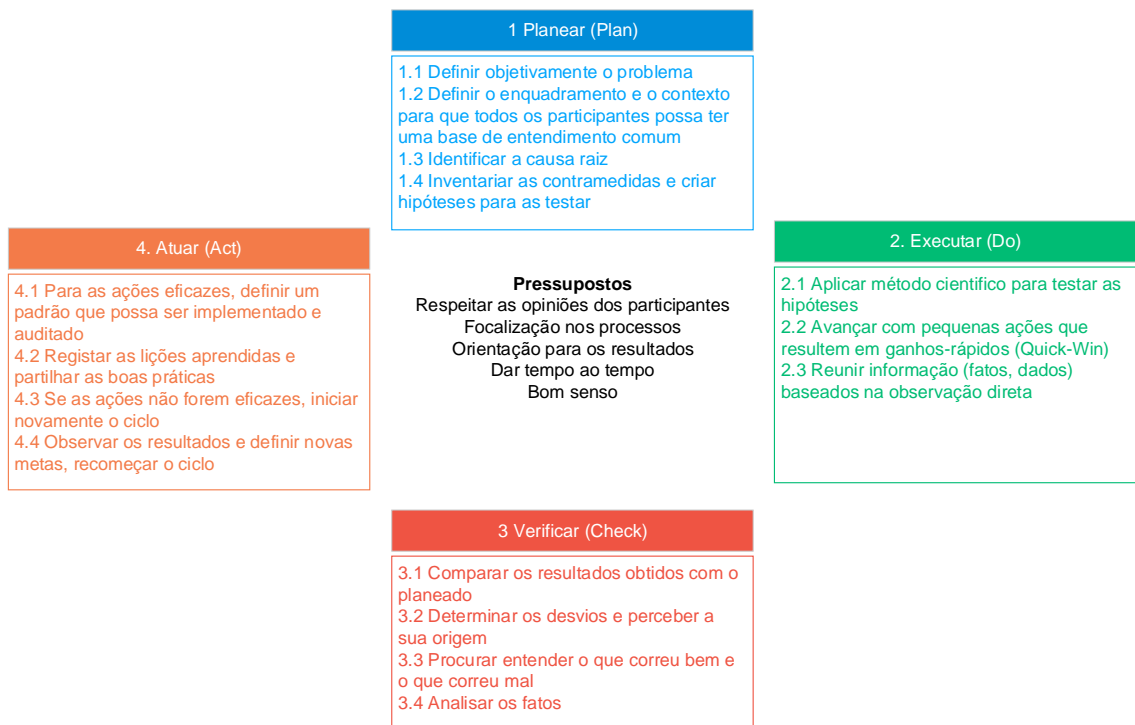 1 Planear (Plan)
1.1 Definir objetivamente o problema
1.2 Definir o enquadramento e o contexto
para que todos os participantes possa ter
uma base de entendimento comum
1.3 Identificar a causa raiz
1.4 Inventariar as contramedidas e criar
hipóteses para as testar
4. Atuar (Act)
4.1 Para as ações eficazes, definir um
padrão que possa ser implementado e
auditado
4.2 Registar as lições aprendidas e
partilhar as boas práticas
4.3 Se as ações não forem eficazes, iniciar
novamente o ciclo
4.4 Observar os resultados e definir novas
metas, recomeçar o ciclo
Pressupostos
Respeitar as opiniões dos participantes
Focalização nos processos
Orientação para os resultados
Dar tempo ao tempo
Bom senso
2. Executar (Do)
2.1 Aplicar método cientifico para testar as
hipóteses
2.2 Avançar com pequenas ações que
resultem em ganhos-rápidos (Quick-Win)
2.3 Reunir informação (fatos, dados)
baseados na observação direta
3 Verificar (Check)
3.1 Comparar os resultados obtidos com o
planeado
3.2 Determinar os desvios e perceber a
sua origem
3.3 Procurar entender o que correu bem e
o que correu mal
3.4 Analisar os fatos